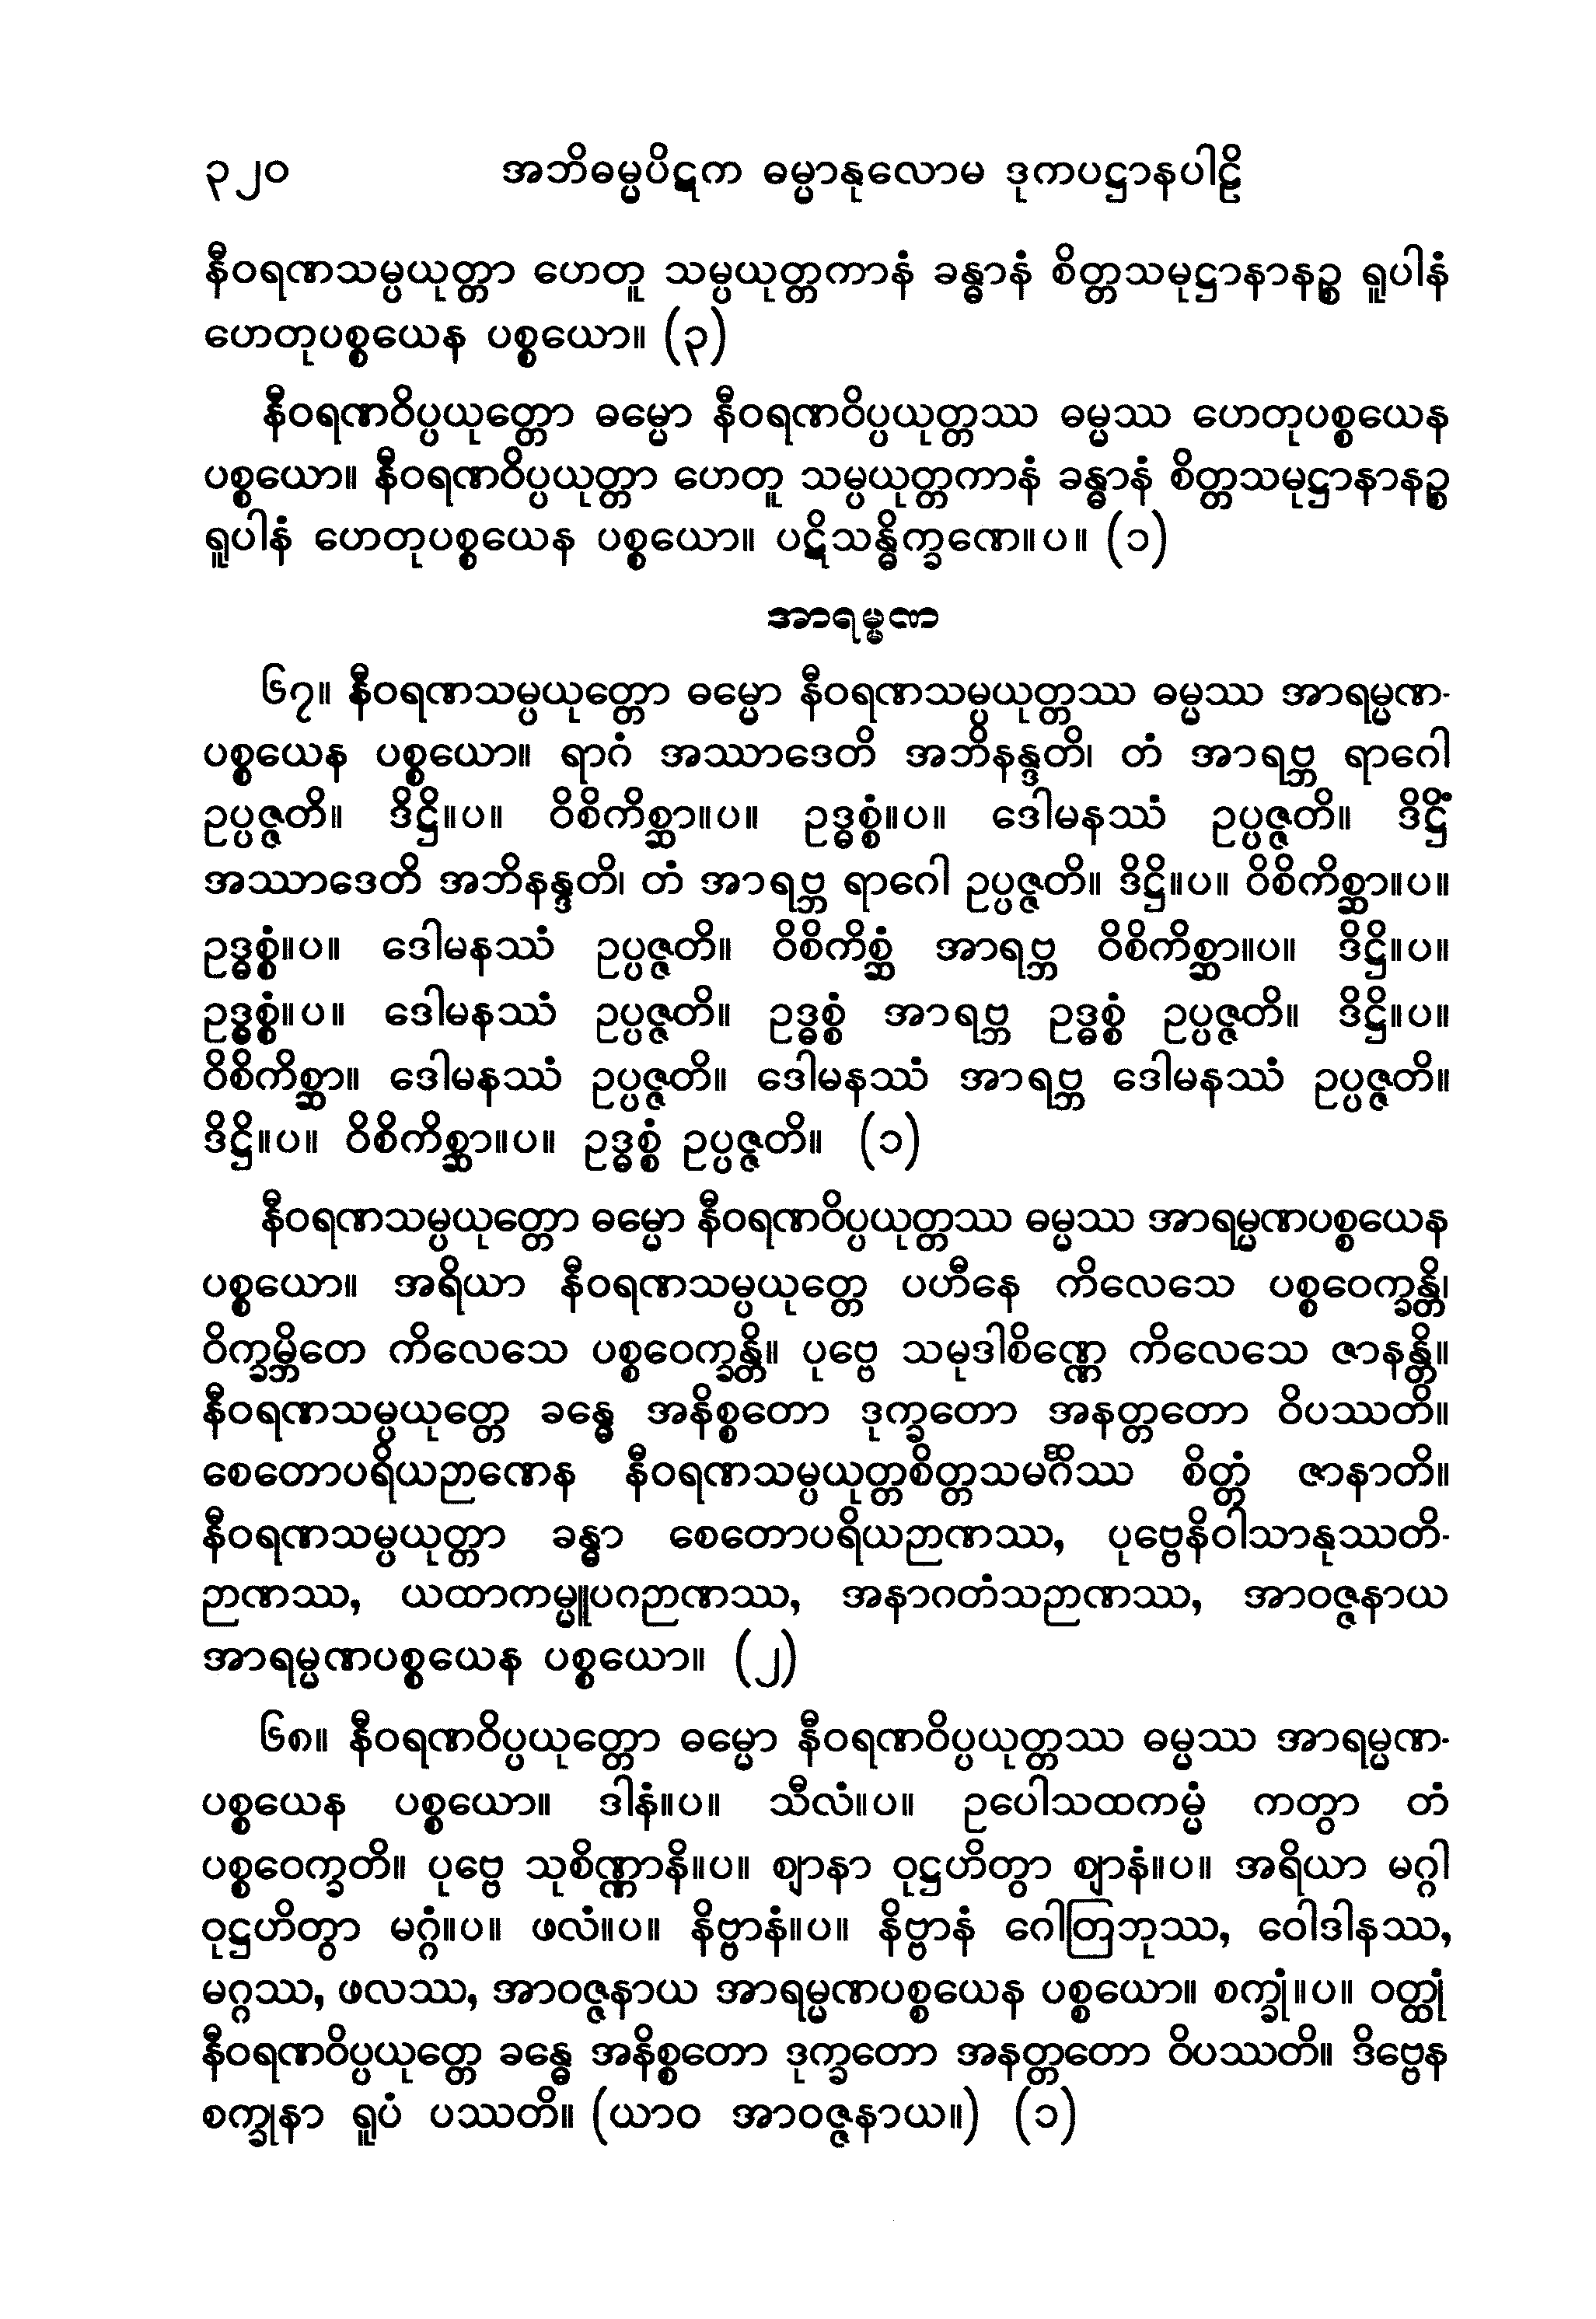 ၃၂၀ အဘိဓမ္မပိဋက ဓမ္မာနုလောမ ဒုကပဋ္ဌာနပါဠိ
နီဝရဏသမ္ပယုတ္တာ ဟေတူ သမ္ပယုတ္တကာနံ ခန္ဓာနံ စိတ္တသမုဋ္ဌာနာနဉ္စ ရူပါနံ
ဟေတုပစ္စယေန ပစ္စယော။ (၃)
နီဝရဏဝိပ္ပယုတ္တော ဓမ္မော နီဝရဏဝိပ္ပယုတ္တဿ ဓမ္မဿ ဟေတုပစ္စယေန
ပစ္စယော။ နီဝရဏဝိပ္ပယုတ္တာ ဟေတူ သမ္ပယုတ္တကာနံ ခန္ဓာနံ စိတ္တသမုဋ္ဌာနာနဉ္စ
ရူပါနံ ဟေတုပစ္စယေန ပစ္စယော။ ပဋိသန္ဓိက္ခဏေ။ပ။ (၁)
အာရမ္မဏ
၆၇။ နီဝရဏသမ္ပယုတ္တော ဓမ္မော နီဝရဏသမ္ပယုတ္တဿ ဓမ္မဿ အာရမ္မဏ-
ပစ္စယေန ပစ္စယော။ ရာဂံ အဿာဒေတိ အဘိနန္ဒတိ၊ တံ အာရဗ္ဘ ရာဂေါ
ဥပ္ပဇ္ဇတိ။ ဒိဋ္ဌိ။ပ။ ဝိစိကိစ္ဆာ။ပ။ ဥဒ္ဓစ္စံ။ပ။ ဒေါမနဿံ ဥပ္ပဇ္ဇတိ။ ဒိဋ္ဌိံ
အဿာဒေတိ အဘိနန္ဒတိ၊ တံ အာရဗ္ဘ ရာဂေါ ဥပ္ပဇ္ဇတိ။ ဒိဋ္ဌိ။ပ။ ဝိစိကိစ္ဆာ။ပ။
ဥဒ္ဓစ္စံ။ပ။ ဒေါမနဿံ ဥပ္ပဇ္ဇတိ။ ဝိစိကိစ္ဆံ အာရဗ္ဘ ဝိစိကိစ္ဆာ။ပ။ ဒိဋ္ဌိ။ပ။
ဥဒ္ဓစ္စံ။ပ။ ဒေါမနဿံ ဥပ္ပဇ္ဇတိ။ ဥဒ္ဓစ္စံ အာရဗ္ဘ ဥဒ္ဓစ္စံ ဥပ္ပဇ္ဇတိ။ ဒိဋ္ဌိ။ပ။
ဝိစိကိစ္ဆာ။ ဒေါမနဿံ ဥပ္ပဇ္ဇတိ။ ဒေါမနဿံ အာရဗ္ဘ ဒေါမနဿံ ဥပ္ပဇ္ဇတိ။
ဒိဋ္ဌိ။ပ။ ဝိစိကိစ္ဆာ။ပ။ ဥဒ္ဓစ္စံ ဥပ္ပဇ္ဇတိ။ (၁)
နီဝရဏသမ္ပယုတ္တော ဓမ္မော နီဝရဏဝိပ္ပယုတ္တဿ ဓမ္မဿ အာရမ္မဏပစ္စယေန
ပစ္စယော။ အရိယာ နီဝရဏသမ္ပယုတ္တေ ပဟီနေ ကိလေသေ ပစ္စဝေက္ခန္တိ၊
ဝိက္ခမ္ဘိတေ ကိလေသေ ပစ္စဝေက္ခန္တိ။ ပုဗ္ဗေ သမုဒါစိဏ္ဏေ ကိလေသေ ဇာနန္တိ။
နီဝရဏသမ္ပယုတ္တေ ခန္ဓေ အနိစ္စတော ဒုက္ခတော အနတ္တတော ဝိပဿတိ။
စေတောပရိယဉာဏေန နီဝရဏသမ္ပယုတ္တစိတ္တသမင်္ဂိဿ စိတ္တံ ဇာနာတိ။
နီဝရဏသမ္ပယုတ္တာ ခန္ဓာ စေတောပရိယဉာဏဿ, ပုဗ္ဗေနိဝါသာနုဿတိ-
ဉာဏဿ, ယထာကမ္မူပဂဉာဏဿ, အနာဂတံသဉာဏဿ, အာဝဇ္ဇနာယ
အာရမ္မဏပစ္စယေန ပစ္စယော။ (၂)
၆၈။ နီဝရဏဝိပ္ပယုတ္တော ဓမ္မော နီဝရဏဝိပ္ပယုတ္တဿ ဓမ္မဿ အာရမ္မဏ-
ပစ္စယေန ပစ္စယော။ ဒါနံ။ပ။ သီလံ။ပ။ ဥပေါသထကမ္မံ ကတွာ တံ
ပစ္စဝေက္ခတိ။ ပုဗ္ဗေ သုစိဏ္ဏာနိ။ပ။ ဈာနာ ဝုဋ္ဌဟိတွာ ဈာနံ။ပ။ အရိယာ မဂ္ဂါ
ဝုဋ္ဌဟိတွာ မဂ္ဂံ။ပ။ ဖလံ။ပ။ နိဗ္ဗာနံ။ပ။ နိဗ္ဗာနံ ဂေါတြဘုဿ, ဝေါဒါနဿ,
မဂ္ဂဿ, ဖလဿ, အာဝဇ္ဇနာယ အာရမ္မဏပစ္စယေန ပစ္စယော။ စက္ခုံ။ပ။ ဝတ္ထုံ
နီဝရဏဝိပ္ပယုတ္တေ ခန္ဓေ အနိစ္စတော ဒုက္ခတော အနတ္တတော ဝိပဿတိ။ ဒိဗ္ဗေန
စက္ခုနာ ရူပံ ပဿတိ။ (ယာဝ အာဝဇ္ဇနာယ။) (၁)